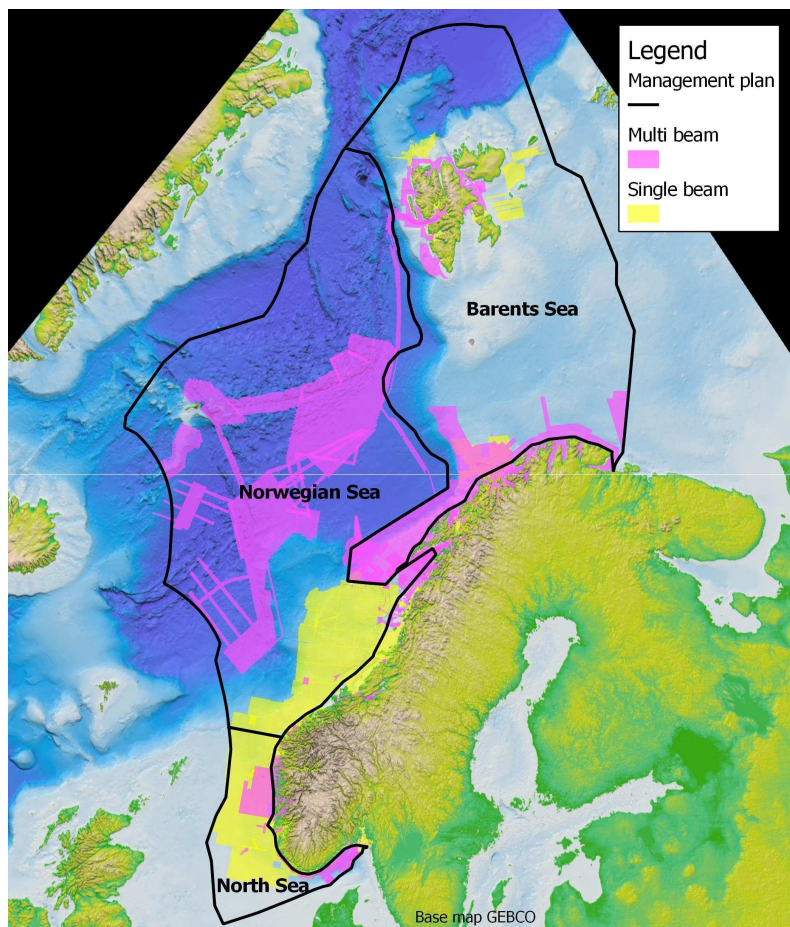 Legend
Management plan
Multi beam
Single beam
Barents Sea
Norwegian Sea
North Sea
Base map GEBCO